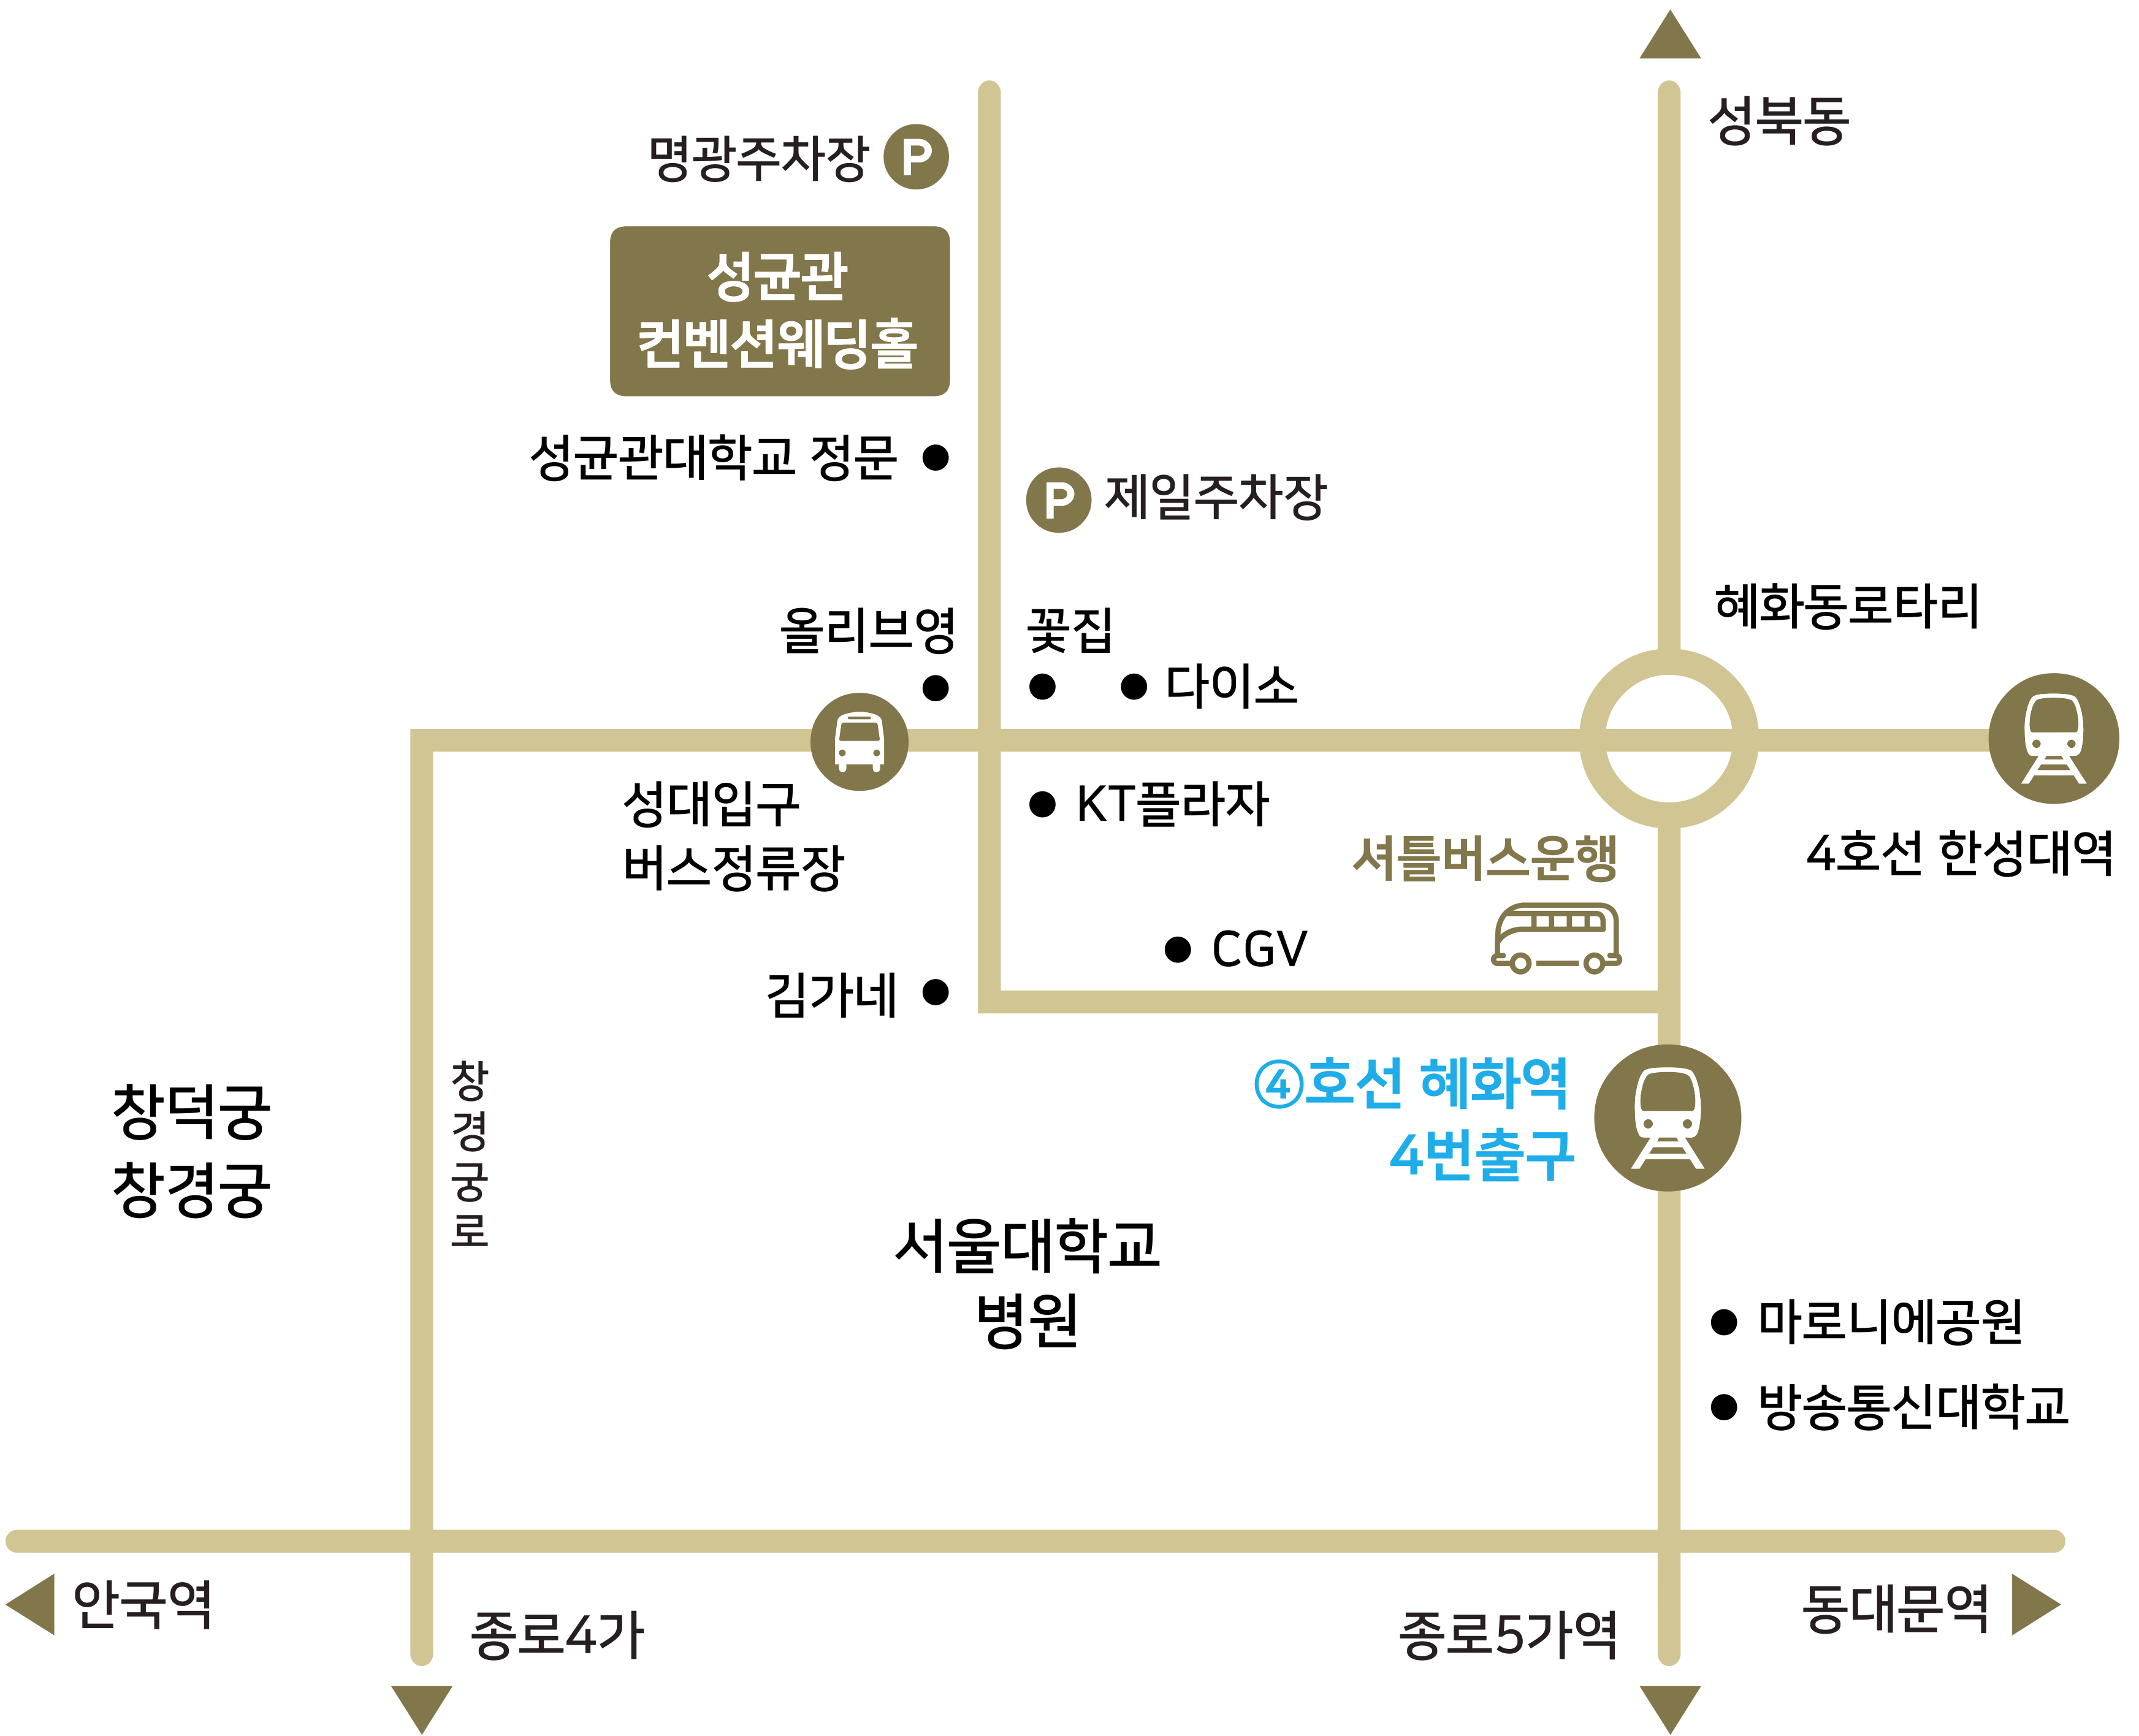 성북동
명광주차장 P
성균관
컨벤션웨딩홀
성균관대학교 정문
P 제일주차장
혜화동로타리
올리브영
꽃집
다이소
성대입구
버스정류장
KT플라자
셔틀버스운행
4호선 한성대역
CGV
김가네
창경궁로
④호선 혜화역
4번출구
창덕궁
창경궁
서울대학교
병원
마로니에공원
방송통신대학교
안국역
종로4가
종로5가역
동대문역